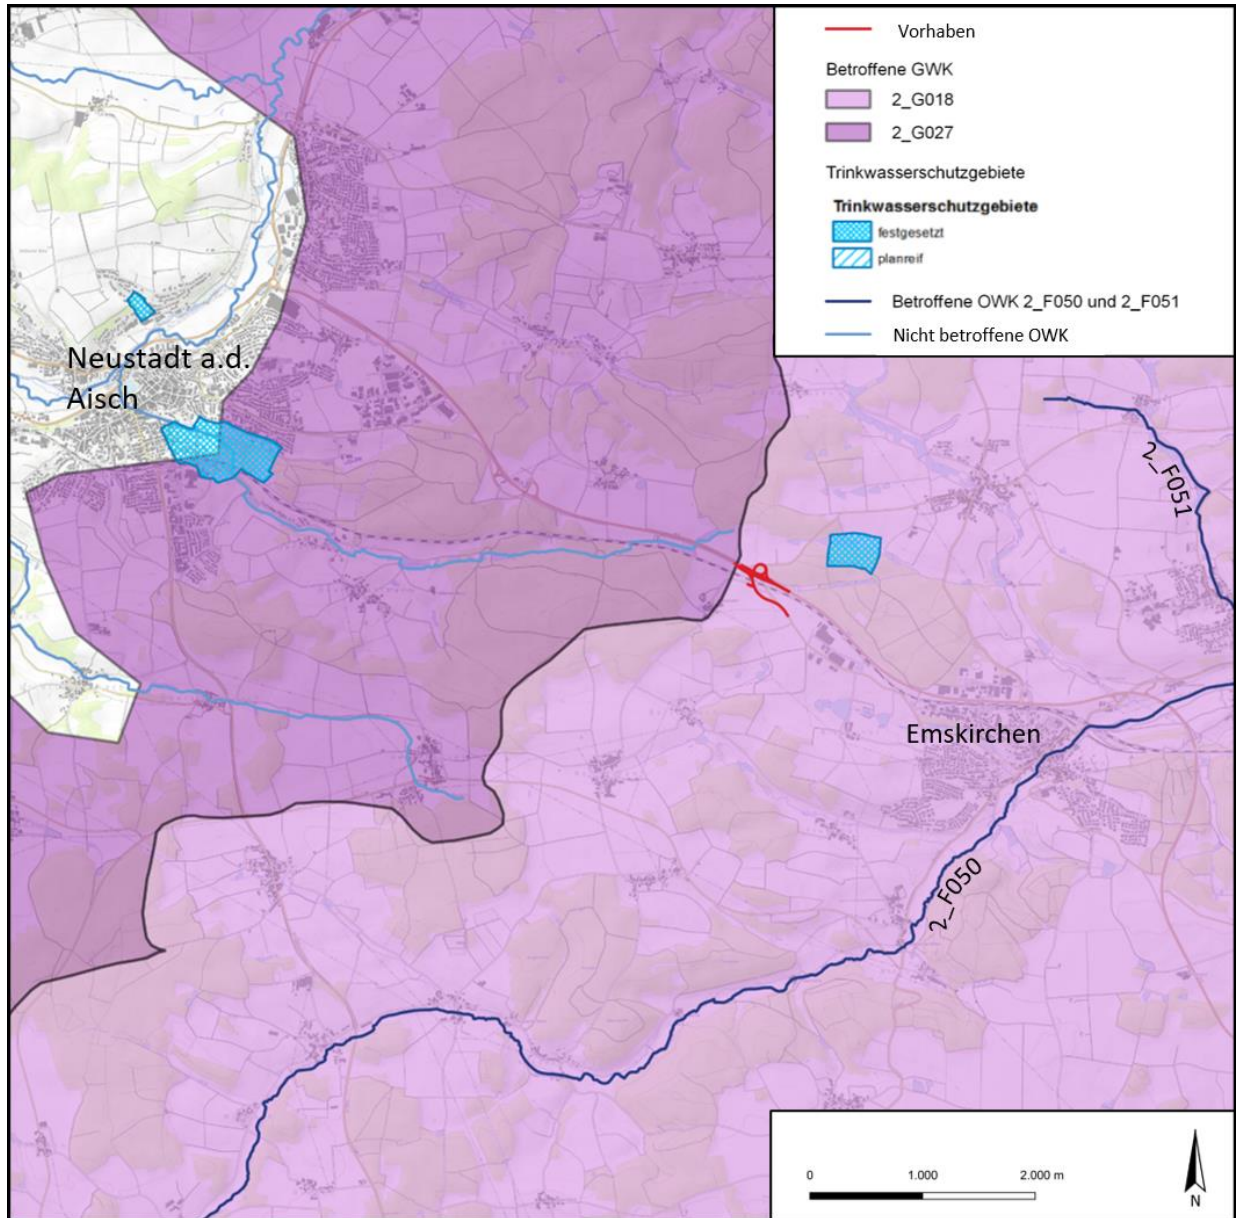 Vorhaben
Betroffene GWK
2_G018
2_G027
Trinkwasserschutzgebiete
Trinkwasserschutzgebiete
festgesetzt
planreif
Betroffene OWK 2_F050 und 2_F051
Nicht betroffene OWK
Neustadt a.d.
Aisch
2_F051
Emskirchen
2_F050
0 1.000 2.000 m
N